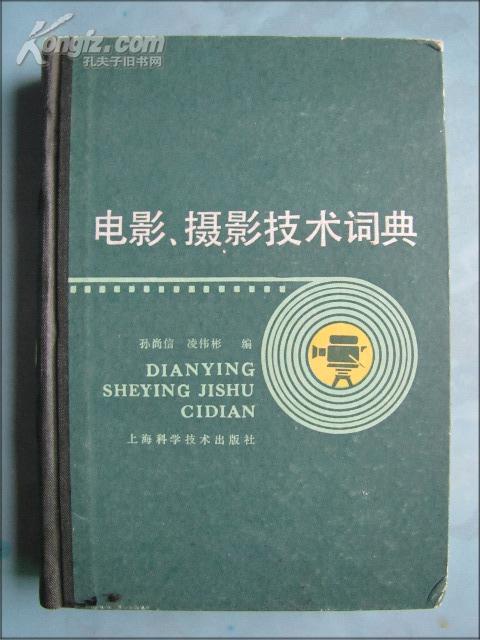 Kongfz.com
孔夫子旧书网
电影、摄影技术词典
孙尚信 凌伟彬 编
DIANYING
SHEYING JISHU
CIDIAN
上海科学技术出版社